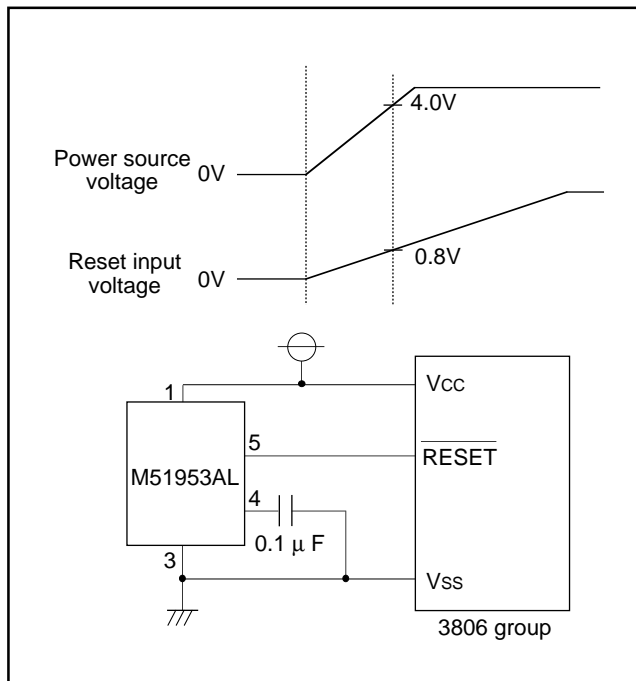 4.0V
Power source
voltage 0V
0.8V
Reset input
voltage 0V
1
VCC
5
RESET
M51953AL
4
0.1 μ F
3
VSS
3806 group